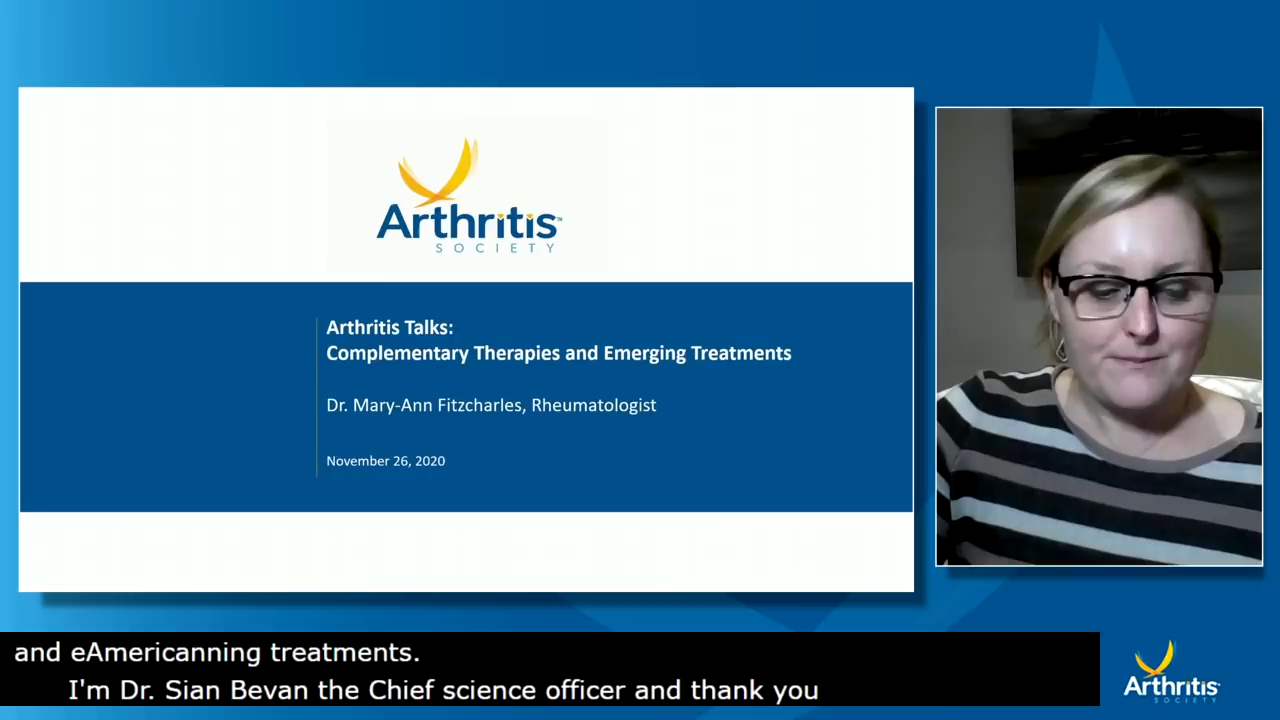 Arthritis™
SOCIETY
Arthritis Talks:
Complementary Therapies and Emerging Treatments
Dr. Mary-Ann Fitzcharles, Rheumatologist
November 26, 2020
and eAmericanning treatments.
I'm Dr. Sian Bevan the Chief science officer and thank you
Arthritis
SOCIETY